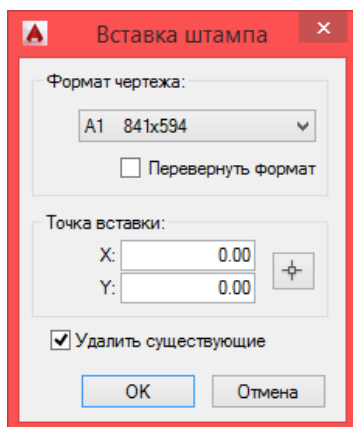 Вставка штампа
Формат чертежа:
A1 841x594
Перевернуть формат
Точка вставки:
X: 0.00
Y: 0.00
Удалить существующие
OK Отмена